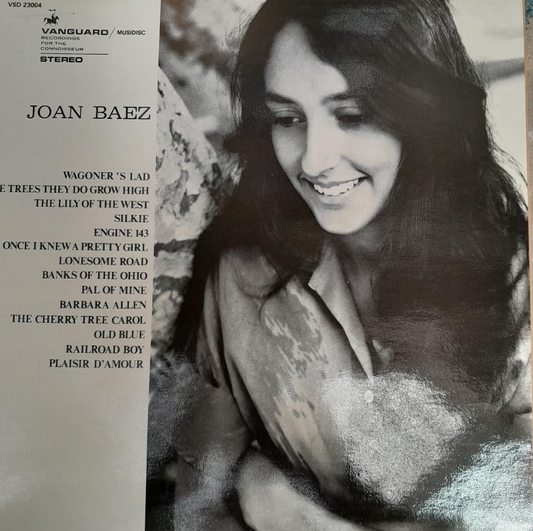 VSD 23004
VANGUARD / MUSIDISC
RECORDINGS
FOR THE
CONNOISSEUR
STEREO
JOAN BAEZ
WAGONER'S LAD
E TREES THEY DO GROW HIGH
THE LILY OF THE WEST
SILKIE
ENGINE 143
ONCE I KNEW A PRETTY GIRL
LONESOME ROAD
BANKS OF THE OHIO
PAL OF MINE
BARBARA ALLEN
THE CHERRY TREE CAROL
OLD BLUE
RAILROAD BOY
PLAISIR D'AMOUR